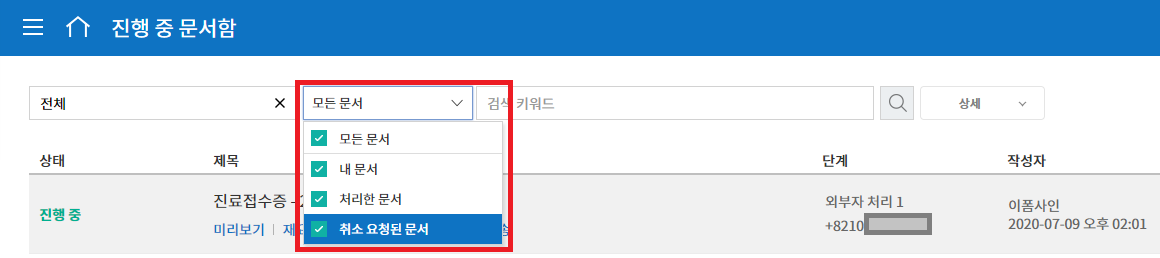 진행 중 문서함
전체
모든 문서
검색 키워드
상세
모든 문서
내 문서
처리한 문서
취소 요청된 문서
상태
제목
단계
작성자
진행 중
진료접수증 -2
미리보기
외부자 처리 1
+8210
이폼사인
2020-07-09 오후 02:01